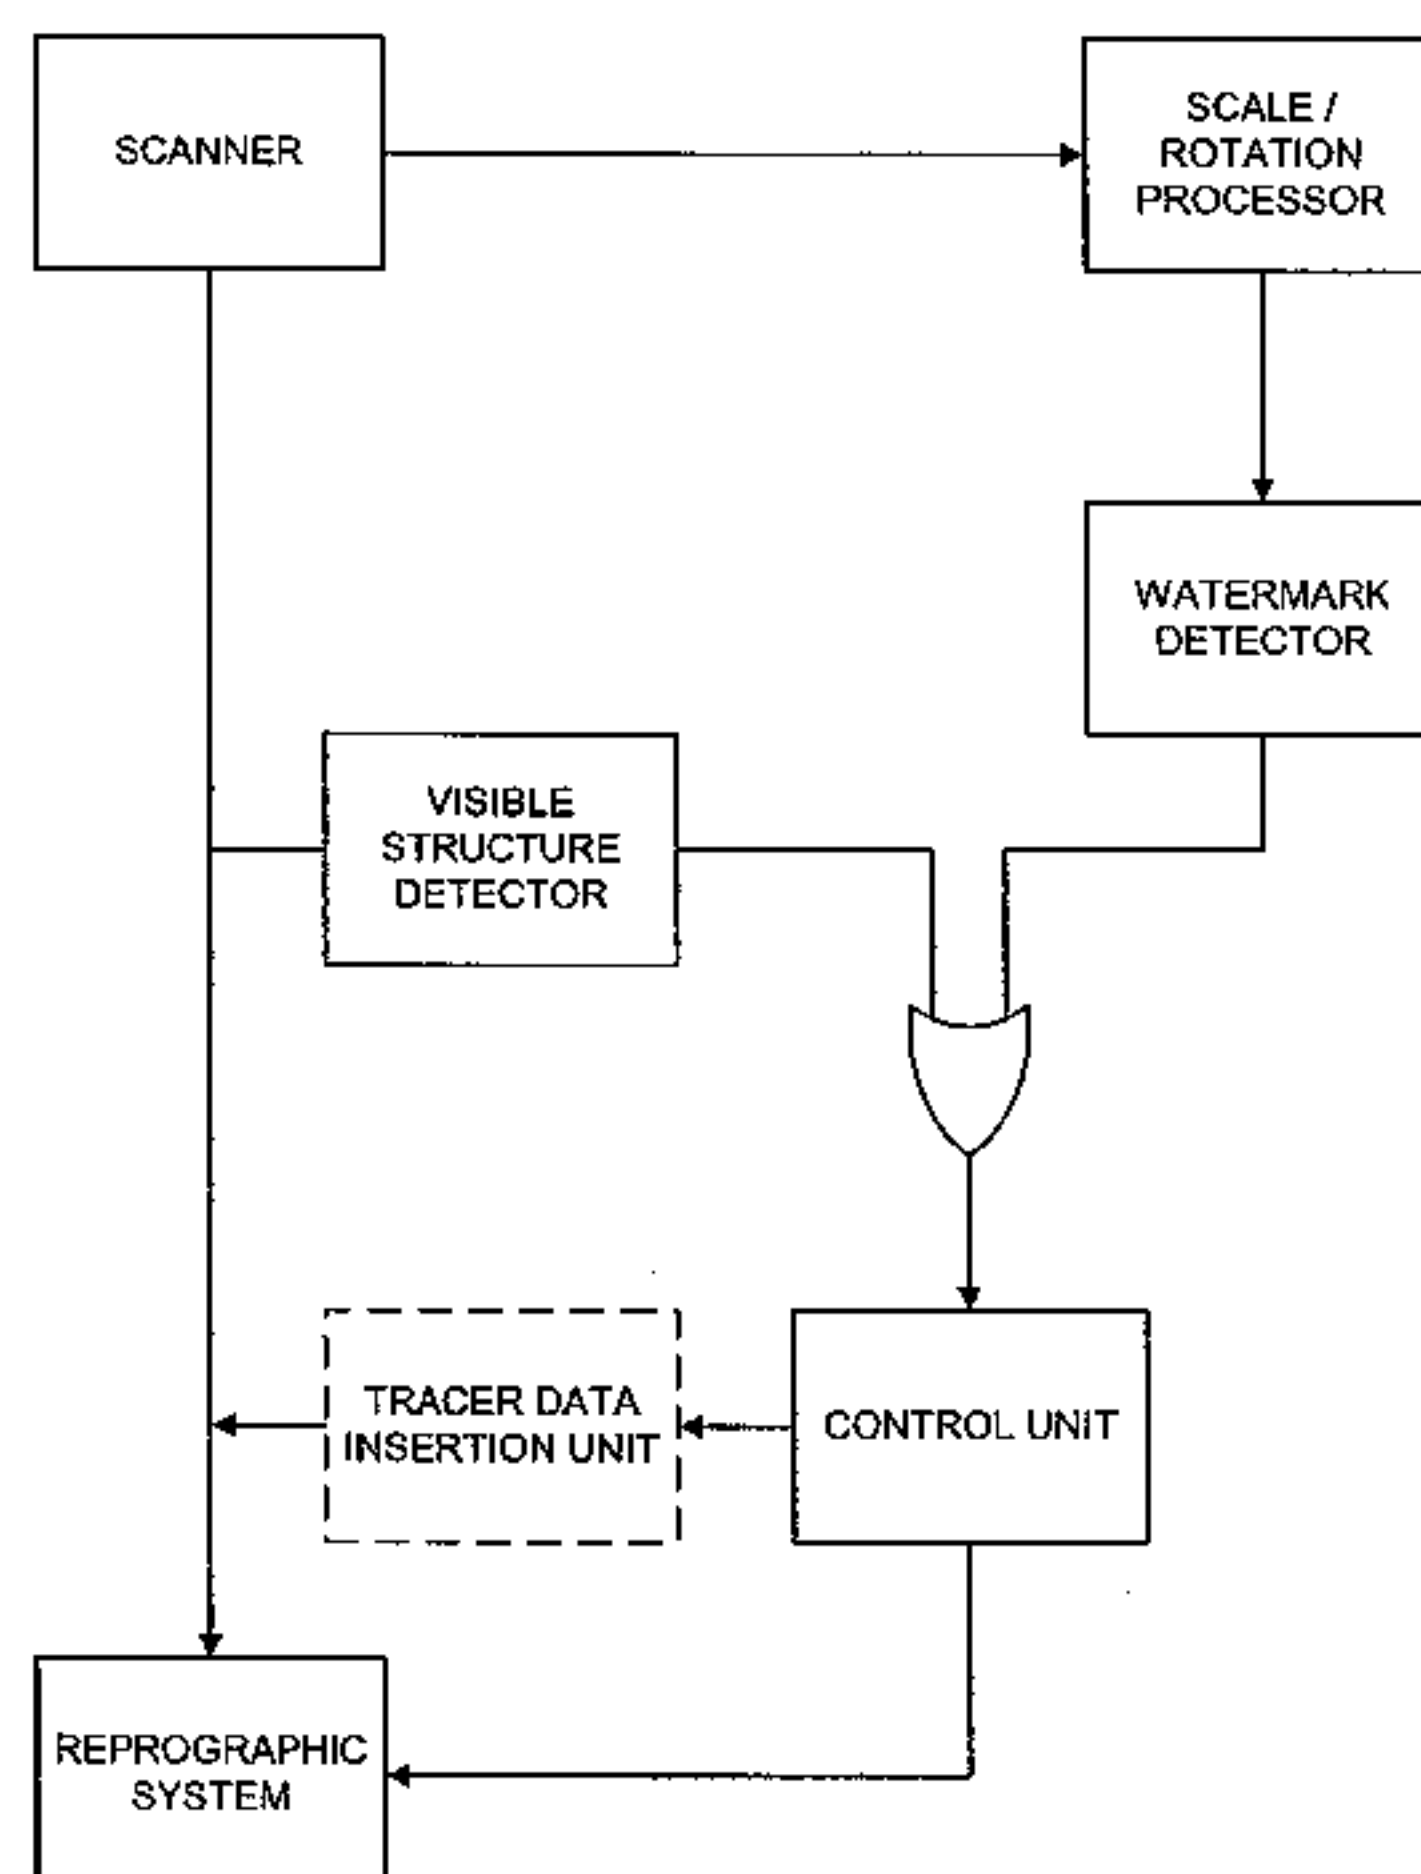 SCANNER
SCALE /
ROTATION
PROCESSOR
WATERMARK
DETECTOR
VISIBLE
STRUCTURE
DETECTOR
TRACER DATA
INSERTION UNIT
CONTROL UNIT
REPROGRAPHIC
SYSTEM